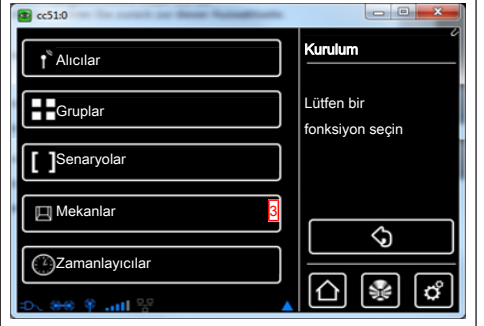 cc51:0
Alıcılar
Gruplar
[ ]Senaryolar
Mekanlar 3
Zamanlayıcılar
Kurulum
Lütfen bir
fonksiyon seçin